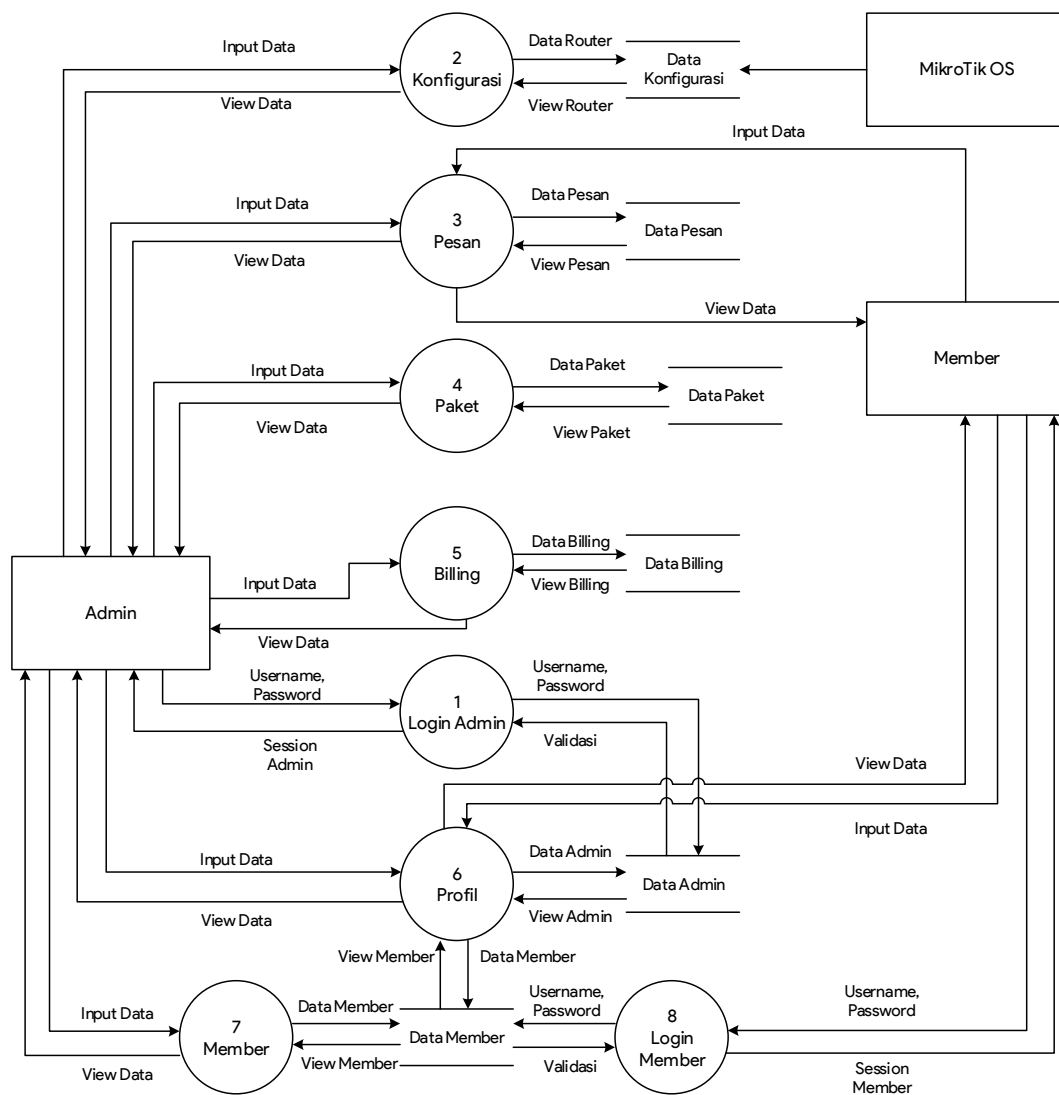 Input Data
View Data
2
Konfigurasi
Data Router
View Router
Data
Konfigurasi
MikroTik OS
Input Data
Input Data
View Data
3
Pesan
Data Pesan
View Pesan
Data Pesan
View Data
Member
Input Data
View Data
4
Paket
Data Paket
View Paket
Data Paket
Admin
Input Data
View Data
5
Billing
Data Billing
View Billing
Data Billing
Username,
Password
Session
Admin
1
Login Admin
Username,
Password
Validasi
View Data
Input Data
Input Data
View Data
6
Profil
Data Admin
View Admin
Data Admin
View Member
Data Member
Input Data
View Data
7
Member
Data Member
View Member
Data Member
Username,
Password
Validasi
8
Login
Member
Username,
Password
Session
Member